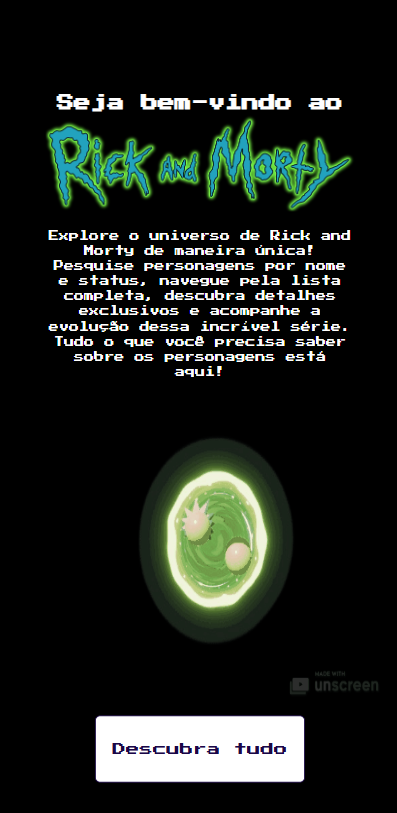 Seja bem-vindo ao
Rick and Morty
Explore o universo de Rick and
Morty de maneira única!
Pesquise personagens por nome
e status, navegue pela lista
completa, descubra detalhes
exclusivos e acompanhe a
evolução dessa incrível série.
Tudo o que você precisa saber
sobre os personagens está
aqui!
MADE WITH
unscreen
Descubra tudo